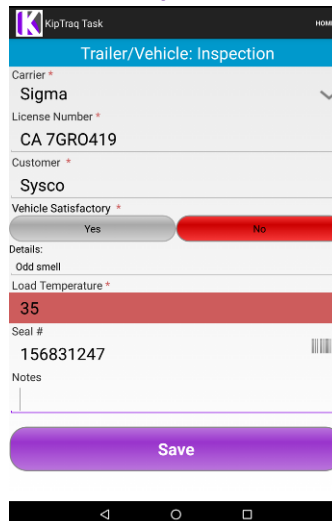 KipTraq Task
HOME
Trailer/Vehicle: Inspection
Carrier *
Sigma
License Number *
CA 7GRO419
Customer *
Sysco
Vehicle Satisfactory *
Yes No
Details:
Odd smell
Load Temperature *
35
Seal #
156831247
Notes
Save